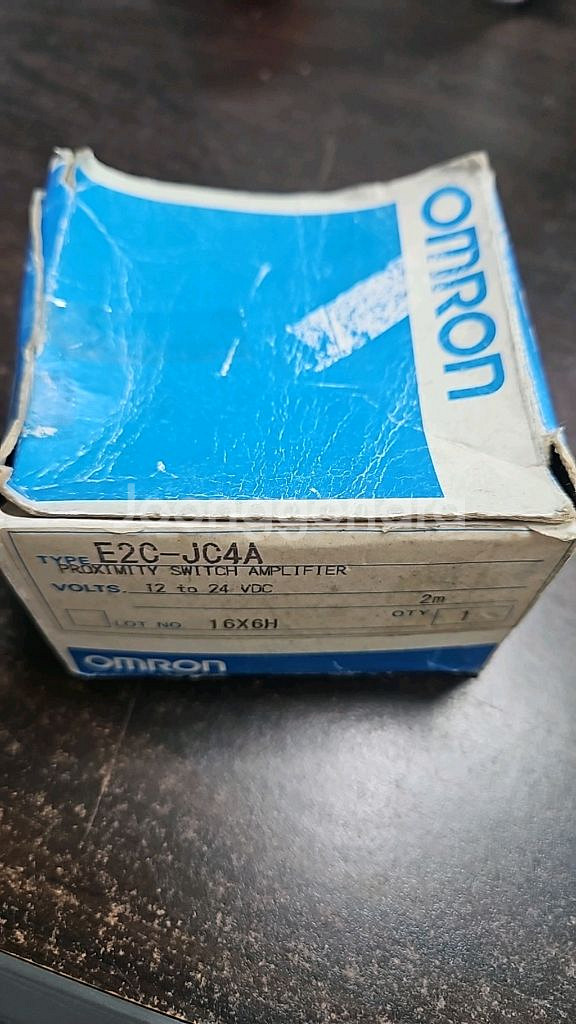 OMRON
TYPE E2C-JC4A
PROXIMITY SWITCH AMPLIFIER
VOLTS. 12 to 24 VDC
2m
LOT NO. 16X6H QTY 1
OMRON